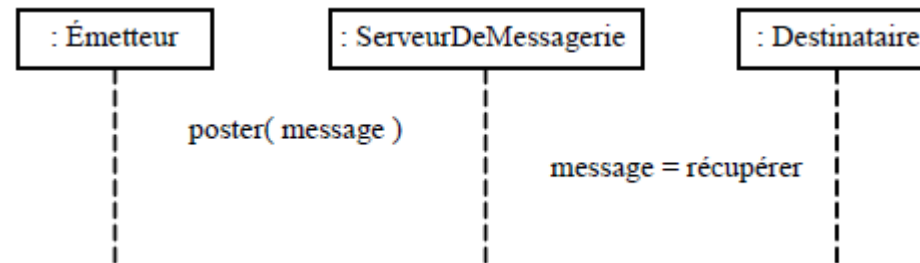 : Émetteur
: ServeurDeMessagerie
: Destinataire
poster( message )
message = récupérer